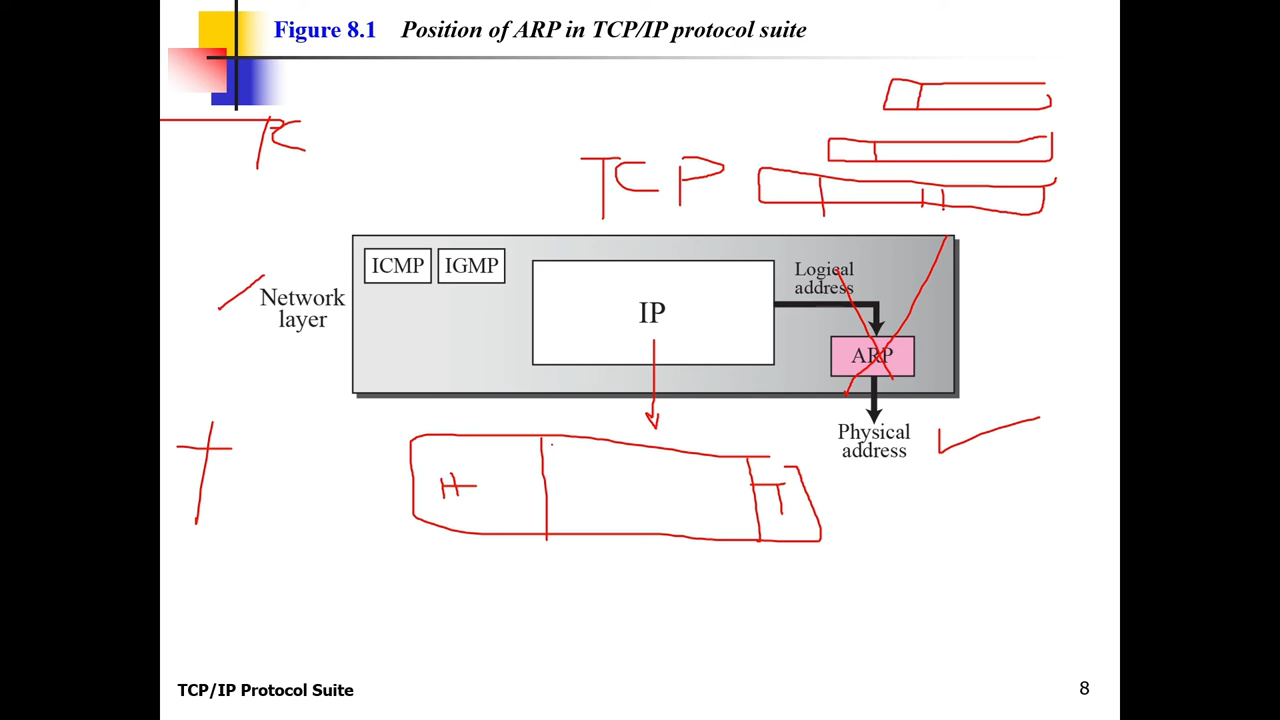 Figure 8.1 Position of ARP in TCP/IP protocol suite
TCP
ICMP IGMP
Network
layer
IP
Logical
address
ARP
Physical
address
H
T
TCP/IP Protocol Suite
8